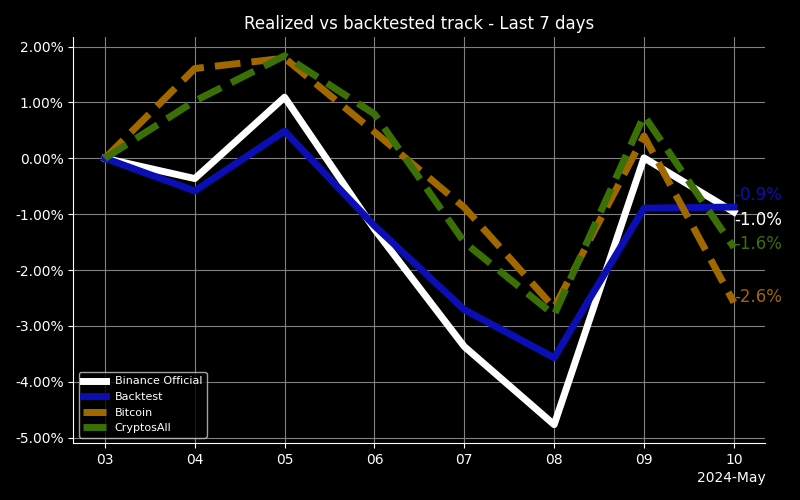 Realized vs backtested track - Last 7 days
2.00%
1.00%
0.00%
-1.00%
-2.00%
-3.00%
-4.00%
-5.00%
-0.9%
-1.0%
-1.6%
-2.6%
Binance Official
Backtest
Bitcoin
CryptosAll
03 04 05 06 07 08 09 10
2024-May